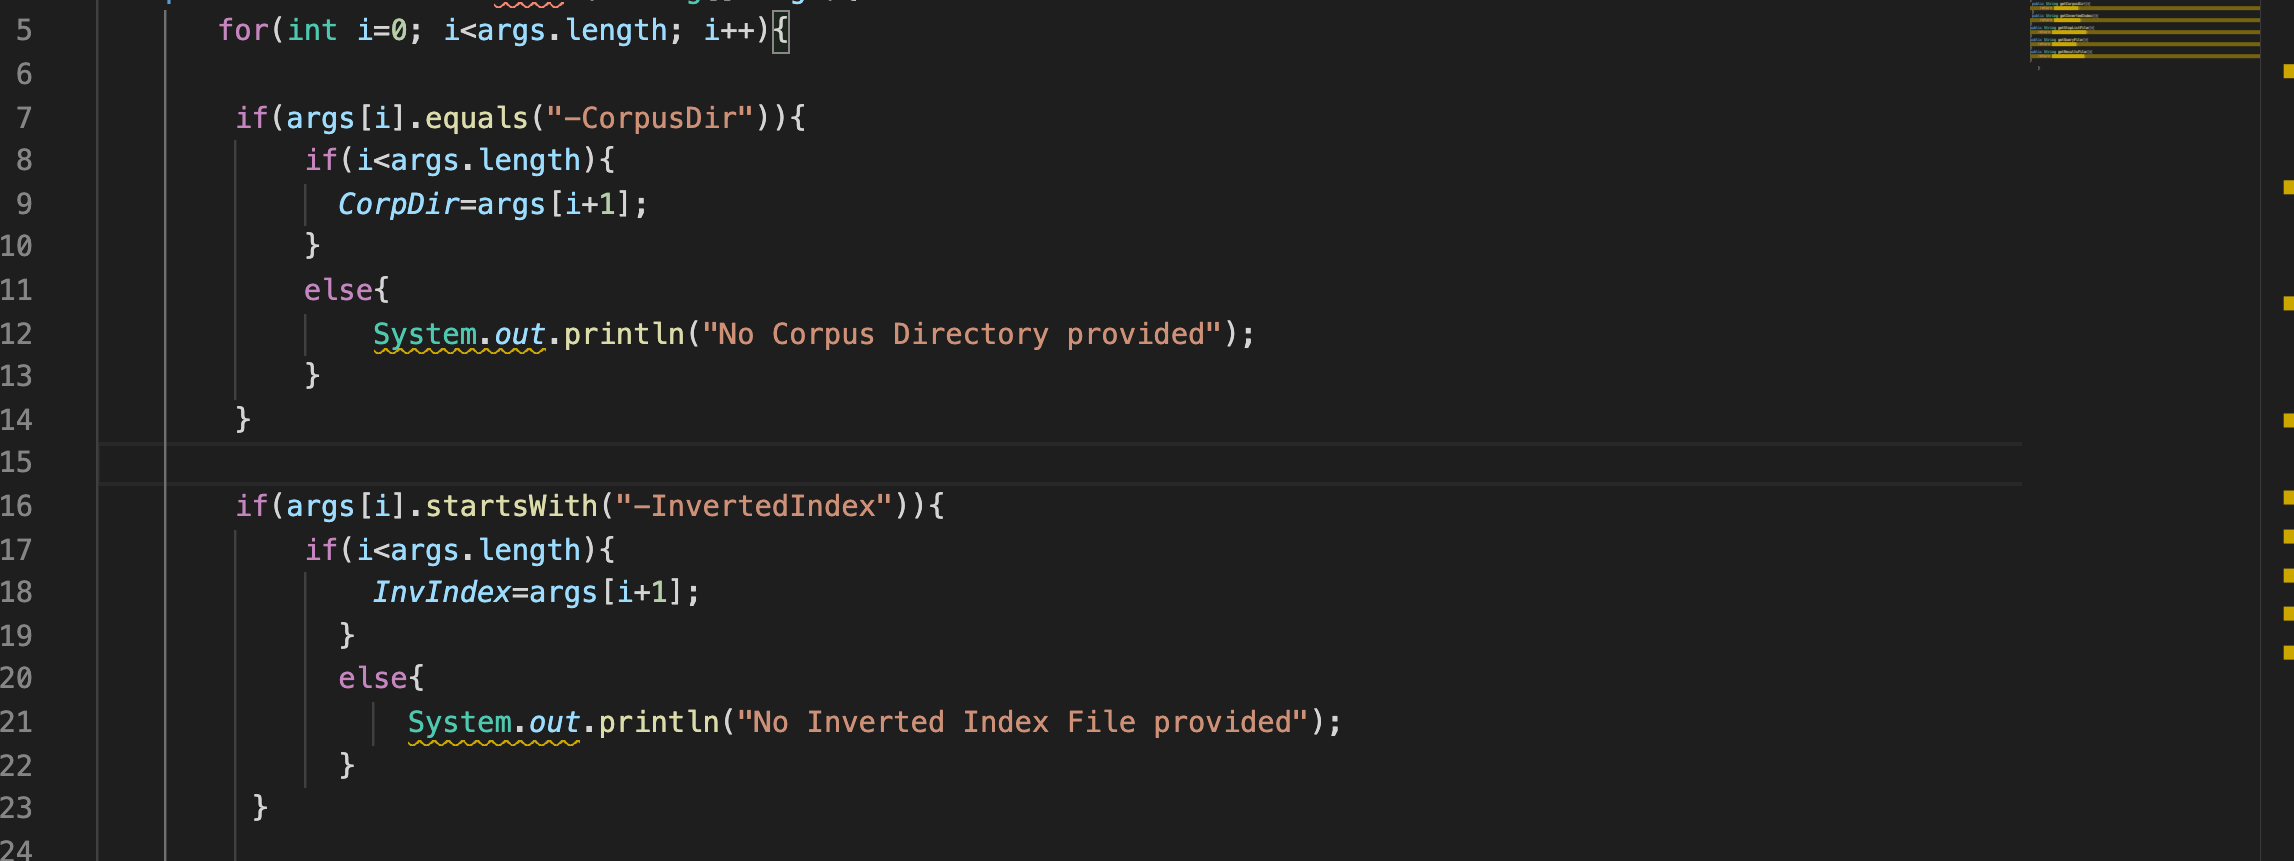 5 for(int i=0; i<args.length; i++){
6
7 if(args[i].equals("-CorpusDir")){
8 if(i<args.length){
9 CorpDir=args[i+1];
10 }
11 else{
12 System.out.println("No Corpus Directory provided");
13 }
14 }
15
16 if(args[i].startsWith("-InvertedIndex")){
17 if(i<args.length){
18 InvIndex=args[i+1];
19 }
20 else{
21 System.out.println("No Inverted Index File provided");
22 }
23 }
24